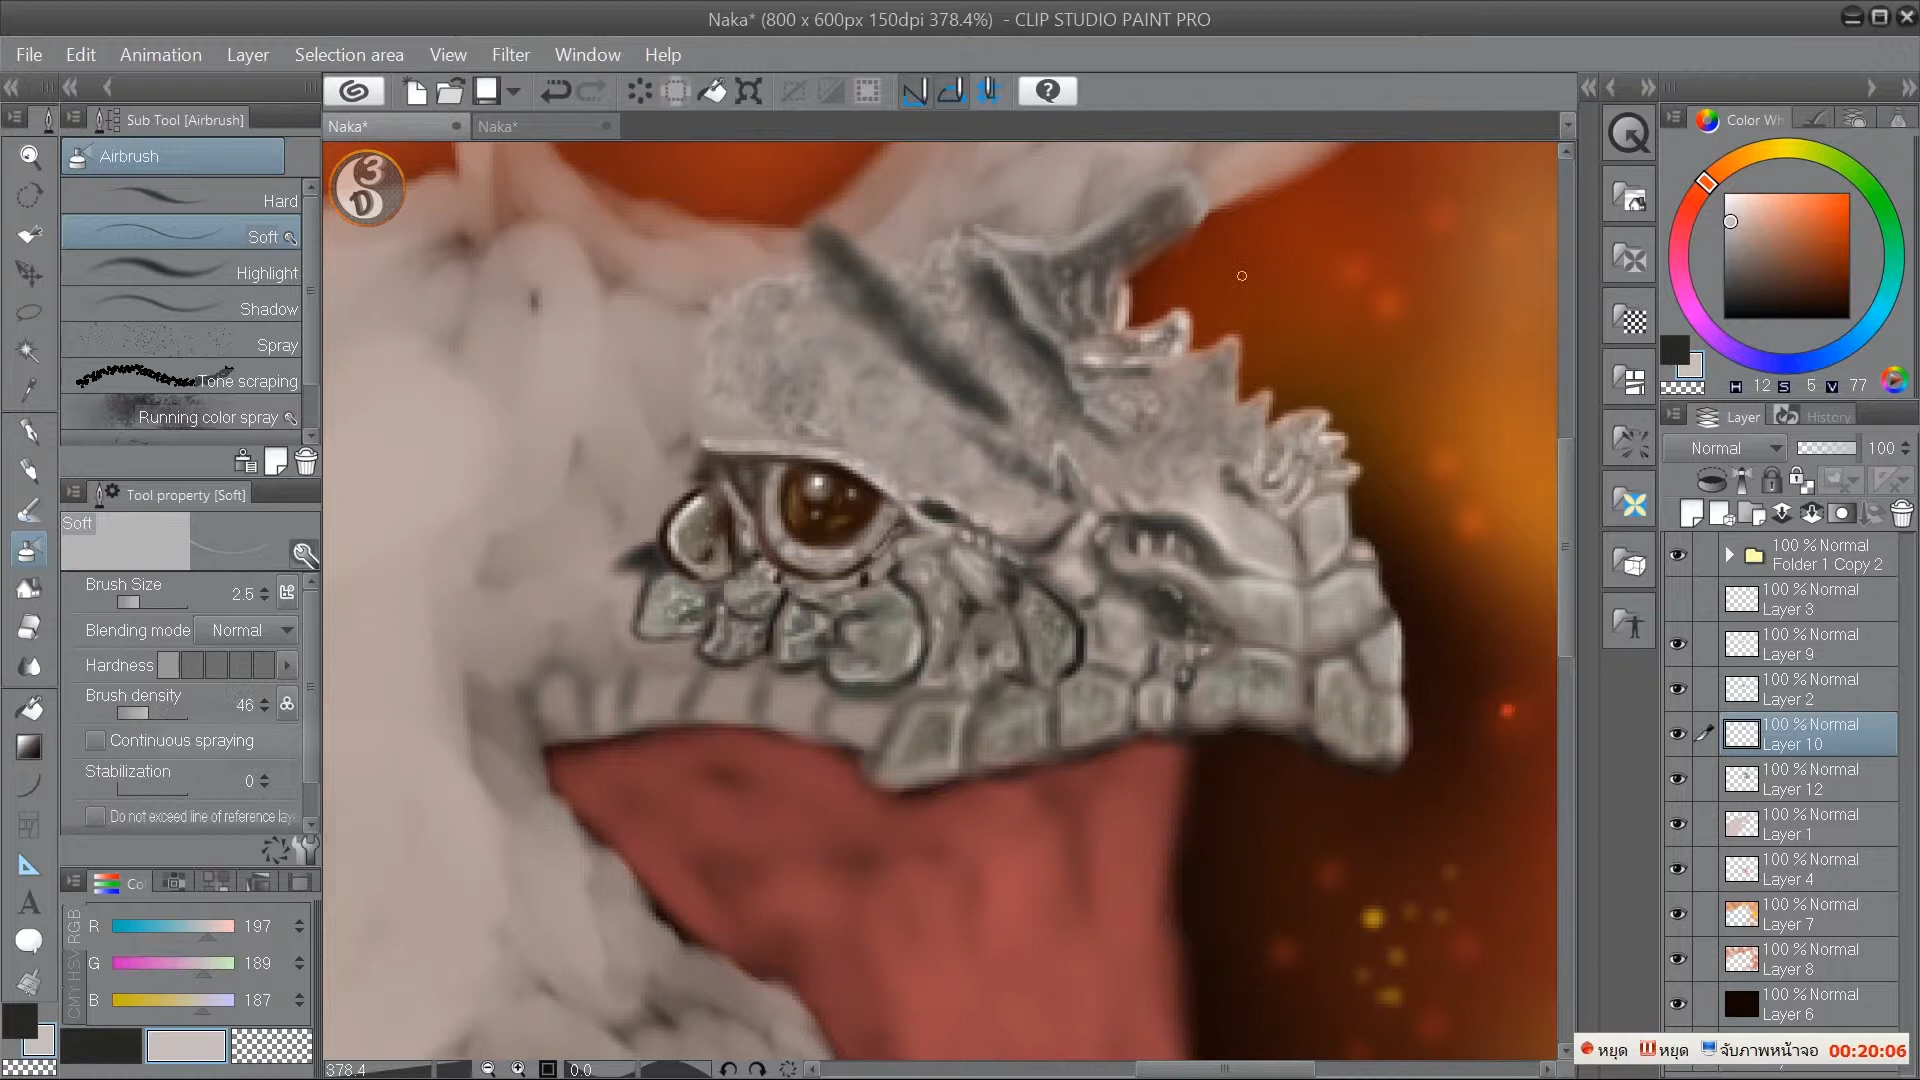 Naka* (800 x 600px 150dpi 378.4%) - CLIP STUDIO PAINT PRO
File Edit Animation Layer Selection area View Filter Window Help
Sub Tool [Airbrush]
Naka* Naka*
Airbrush
Hard
Soft
Highlight
Shadow
Spray
Tone scraping
Running color spray
Tool property [Soft]
Soft
Brush Size 2.5
Blending mode Normal
Hardness
Brush density 46
Continuous spraying
Stabilization 0
Do not exceed line of reference laye
Co
RGB
HSV
CMY
R 197
G 189
B 187
3
D
378.4 0.0
Color Wh
H 12 S 5 V 77
Layer History
Normal 100
100 % Normal
Folder 1 Copy 2
100 % Normal
Layer 3
100 % Normal
Layer 9
100 % Normal
Layer 2
100 % Normal
Layer 10
100 % Normal
Layer 12
100 % Normal
Layer 1
100 % Normal
Layer 4
100 % Normal
Layer 7
100 % Normal
Layer 8
100 % Normal
Layer 6
หยุด หยุด จับภาพหน้าจอ 00:20:06